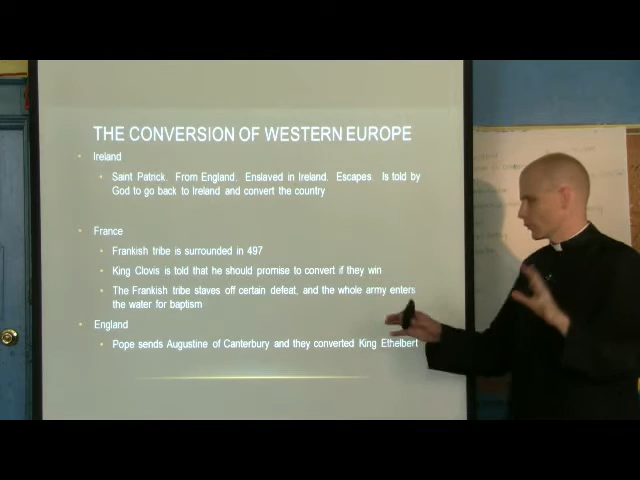 THE CONVERSION OF WESTERN EUROPE
• Ireland
• Saint Patrick. From England. Enslaved in Ireland. Escapes. Is told by
God to go back to Ireland and convert the country
• France
• Frankish tribe is surrounded in 497
• King Clovis is told that he should promise to convert if they win
• The Frankish tribe staves off certain defeat, and the whole army enters
the water for baptism
• England
• Pope sends Augustine of Canterbury and they converted King Ethelbert